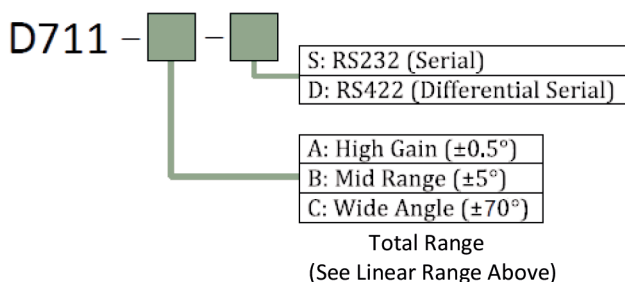 D711 – –
S: RS232 (Serial)
D: RS422 (Differential Serial)
A: High Gain (±0.5°)
B: Mid Range (±5°)
C: Wide Angle (±70°)
Total Range
(See Linear Range Above)